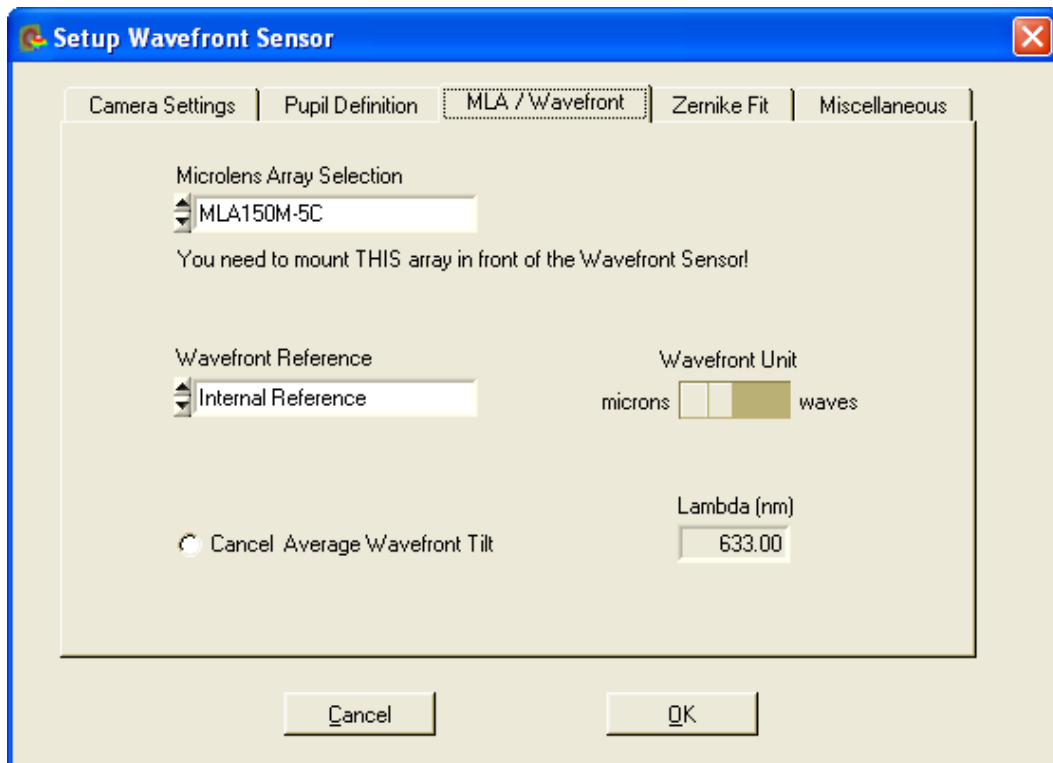 Setup Wavefront Sensor
Camera Settings
Pupil Definition
MLA / Wavefront
Zernike Fit
Miscellaneous
Microlens Array Selection
MLA150M-5C
You need to mount THIS array in front of the Wavefront Sensor!
Wavefront Reference
Internal Reference
Wavefront Unit
microns
waves
Cancel Average Wavefront Tilt
Lambda (nm)
633.00
Cancel
OK